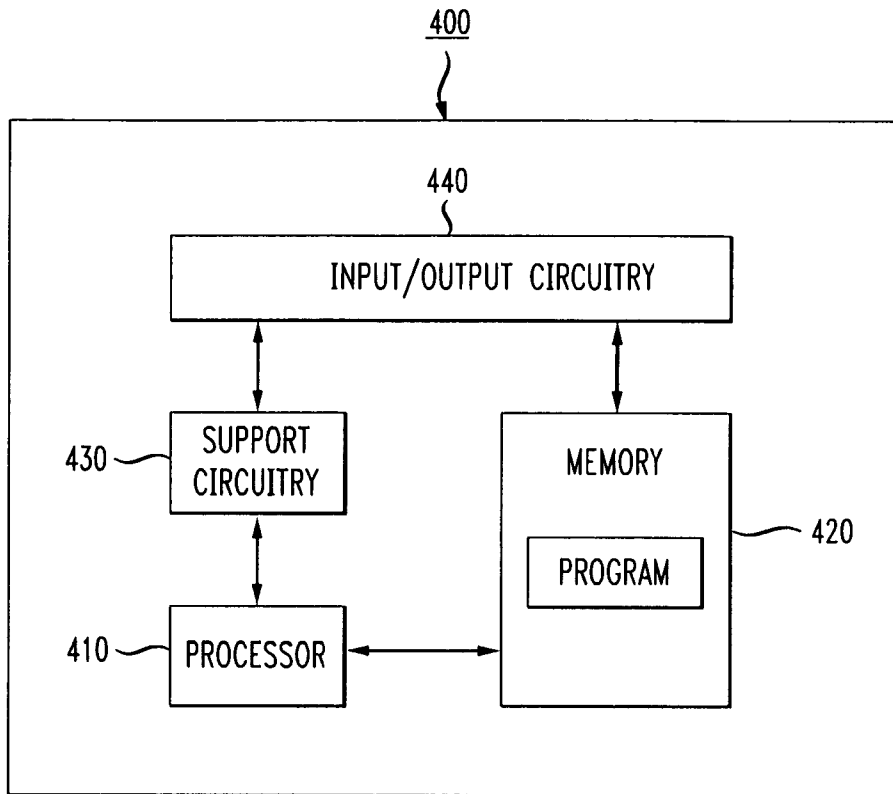 400
440
INPUT/OUTPUT CIRCUITRY
430
SUPPORT
CIRCUITRY
MEMORY
420
PROGRAM
410
PROCESSOR